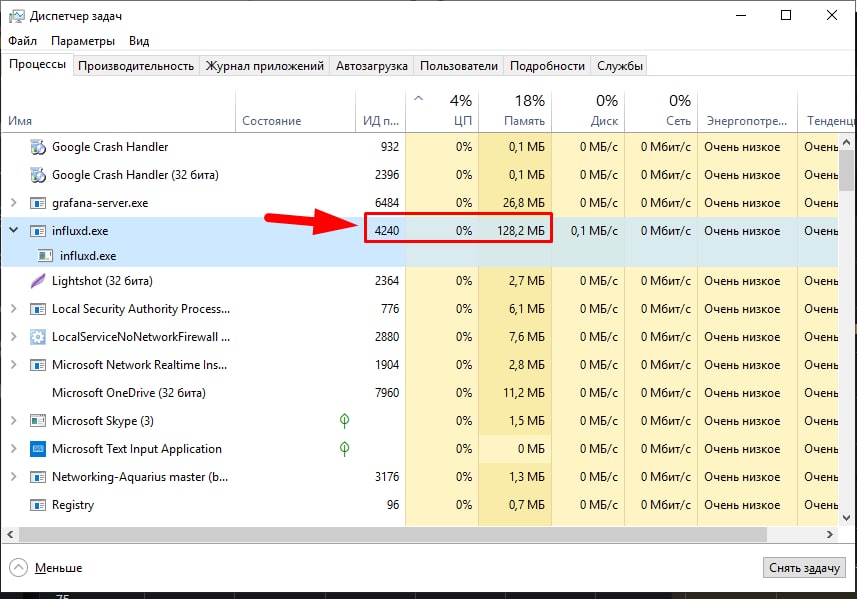 Диспетчер задач
Файл Параметры Вид
Процессы Производительность Журнал приложений Автозагрузка Пользователи Подробности Службы
4% 18% 0% 0%
Имя Состояние ИД п... ЦП Память Диск Сеть Энергопотре... Тенденц
Google Crash Handler 932 0% 0,1 МБ 0 МБ/с 0 Мбит/с Очень низкое Очень
Google Crash Handler (32 бита) 2396 0% 0,1 МБ 0 МБ/с 0 Мбит/с Очень низкое Очень
grafana-server.exe 6484 0% 26,8 МБ 0 МБ/с 0 Мбит/с Очень низкое Очень
influxd.exe 4240 0% 128,2 МБ 0,1 МБ/с 0 Мбит/с Очень низкое Очень
influxd.exe
Lightshot (32 бита) 2364 0% 2,7 МБ 0 МБ/с 0 Мбит/с Очень низкое Очень
Local Security Authority Process... 776 0% 6,1 МБ 0 МБ/с 0 Мбит/с Очень низкое Очень
LocalServiceNoNetworkFirewall ... 2880 0% 7,6 МБ 0 МБ/с 0 Мбит/с Очень низкое Очень
Microsoft Network Realtime Ins... 1904 0% 2,8 МБ 0 МБ/с 0 Мбит/с Очень низкое Очень
Microsoft OneDrive (32 бита) 7960 0% 11,2 МБ 0 МБ/с 0 Мбит/с Очень низкое Очень
Microsoft Skype (3) 0% 1,5 МБ 0 МБ/с 0 Мбит/с Очень низкое Очень
Microsoft Text Input Application 0% 0 МБ 0 МБ/с 0 Мбит/с Очень низкое Очень
Networking-Aquarius master (b... 3176 0% 1,3 МБ 0 МБ/с 0 Мбит/с Очень низкое Очень
Registry 96 0% 0,7 МБ 0 МБ/с 0 Мбит/с Очень низкое Очень
Меньше Снять задачу
75